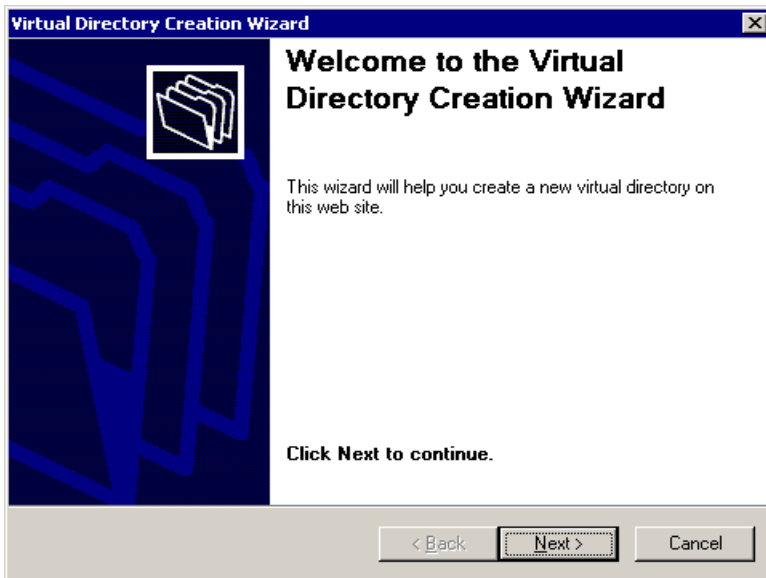 Virtual Directory Creation Wizard
Welcome to the Virtual
Directory Creation Wizard
This wizard will help you create a new virtual directory on
this web site.
Click Next to continue.
< Back
Next >
Cancel